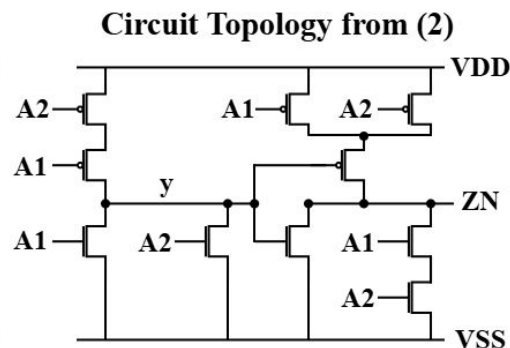 Circuit Topology from (2)
VDD
A2 A1 A2
A1
y
ZN
A1 A2 A1
A2
VSS